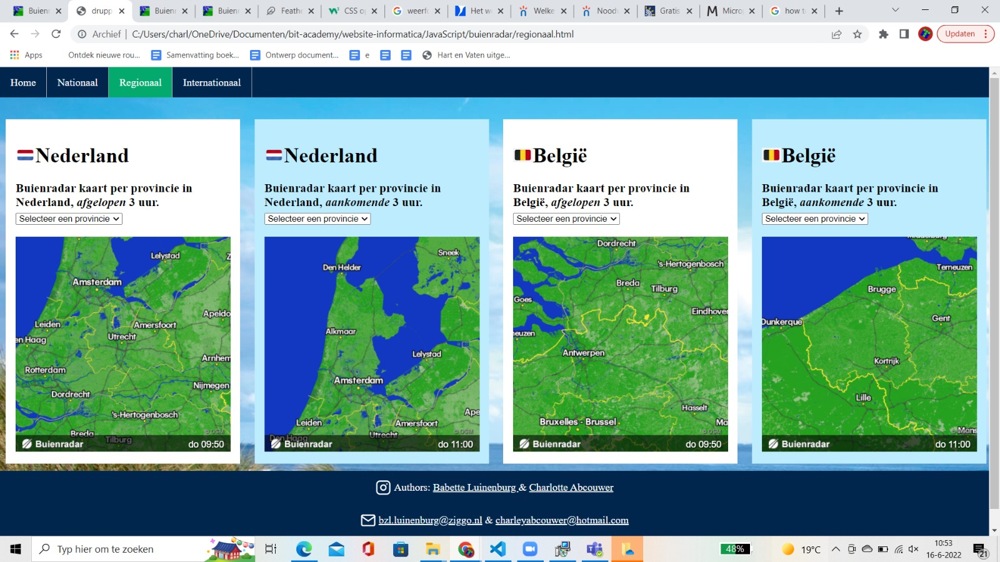 Buieni
drupp
Buieni
Buieni
Feathe
CSS o
weerfo
Het w
Welke
Nood
Gratis
Micro
how t
Archief
C:/Users/charl/OneDrive/Documenten/bit-academy/website-informatica/JavaScript/buienradar/regionaal.html
Updaten
Apps
Ontdek nieuwe rou...
Samenvatting boek...
Ontwerp document...
e
Hart en Vaten uitge...
Home
Nationaal
Regionaal
Internationaal
Nederland
Buienradar kaart per provincie in
Nederland, afgelopen 3 uur.
Selecteer een provincie
Lelystad
Z
Amsterdam
Apeldo
Leiden
Amersfoort
Utrecht
en Haag
Arnhem
Rotterdam
Nijmegen
Dordrecht
's-Hertogenbosch
Breda
© OSM
Tilburg
Buienradar
do 09:50
Nederland
Buienradar kaart per provincie in
Nederland, aankomende 3 uur.
Selecteer een provincie
Sneek
Den Helder
Alkmaar
Lelystad
Amsterdam
Ape
Leiden
Amersfoort
© OSM
Utrecht
Den Haag
Buienradar
do 11:00
België
Buienradar kaart per provincie in
België, afgelopen 3 uur.
Selecteer een provincie
Dordrecht
's-Hertogenbosch
Breda
Tilburg
Goes
Eindhover
neuzen
Antwerpen
Hasselt
Bruxelles - Brussel
Ma
© OSM
Buienradar
do 09:50
België
Buienradar kaart per provincie in
België, aankomende 3 uur.
Selecteer een provincie
Middelburg
Terneuzen
Brugge
Gent
Dunkerque
Kortrijk
Lille
Mons
Buienradar
do 11:00
Authors: Babette Luinenburg & Charlotte Abcouwer
bzl.luinenburg@ziggo.nl & charleyabcouwer@hotmail.com
Typ hier om te zoeken
48%
19°C
10:53
16-6-2022
21